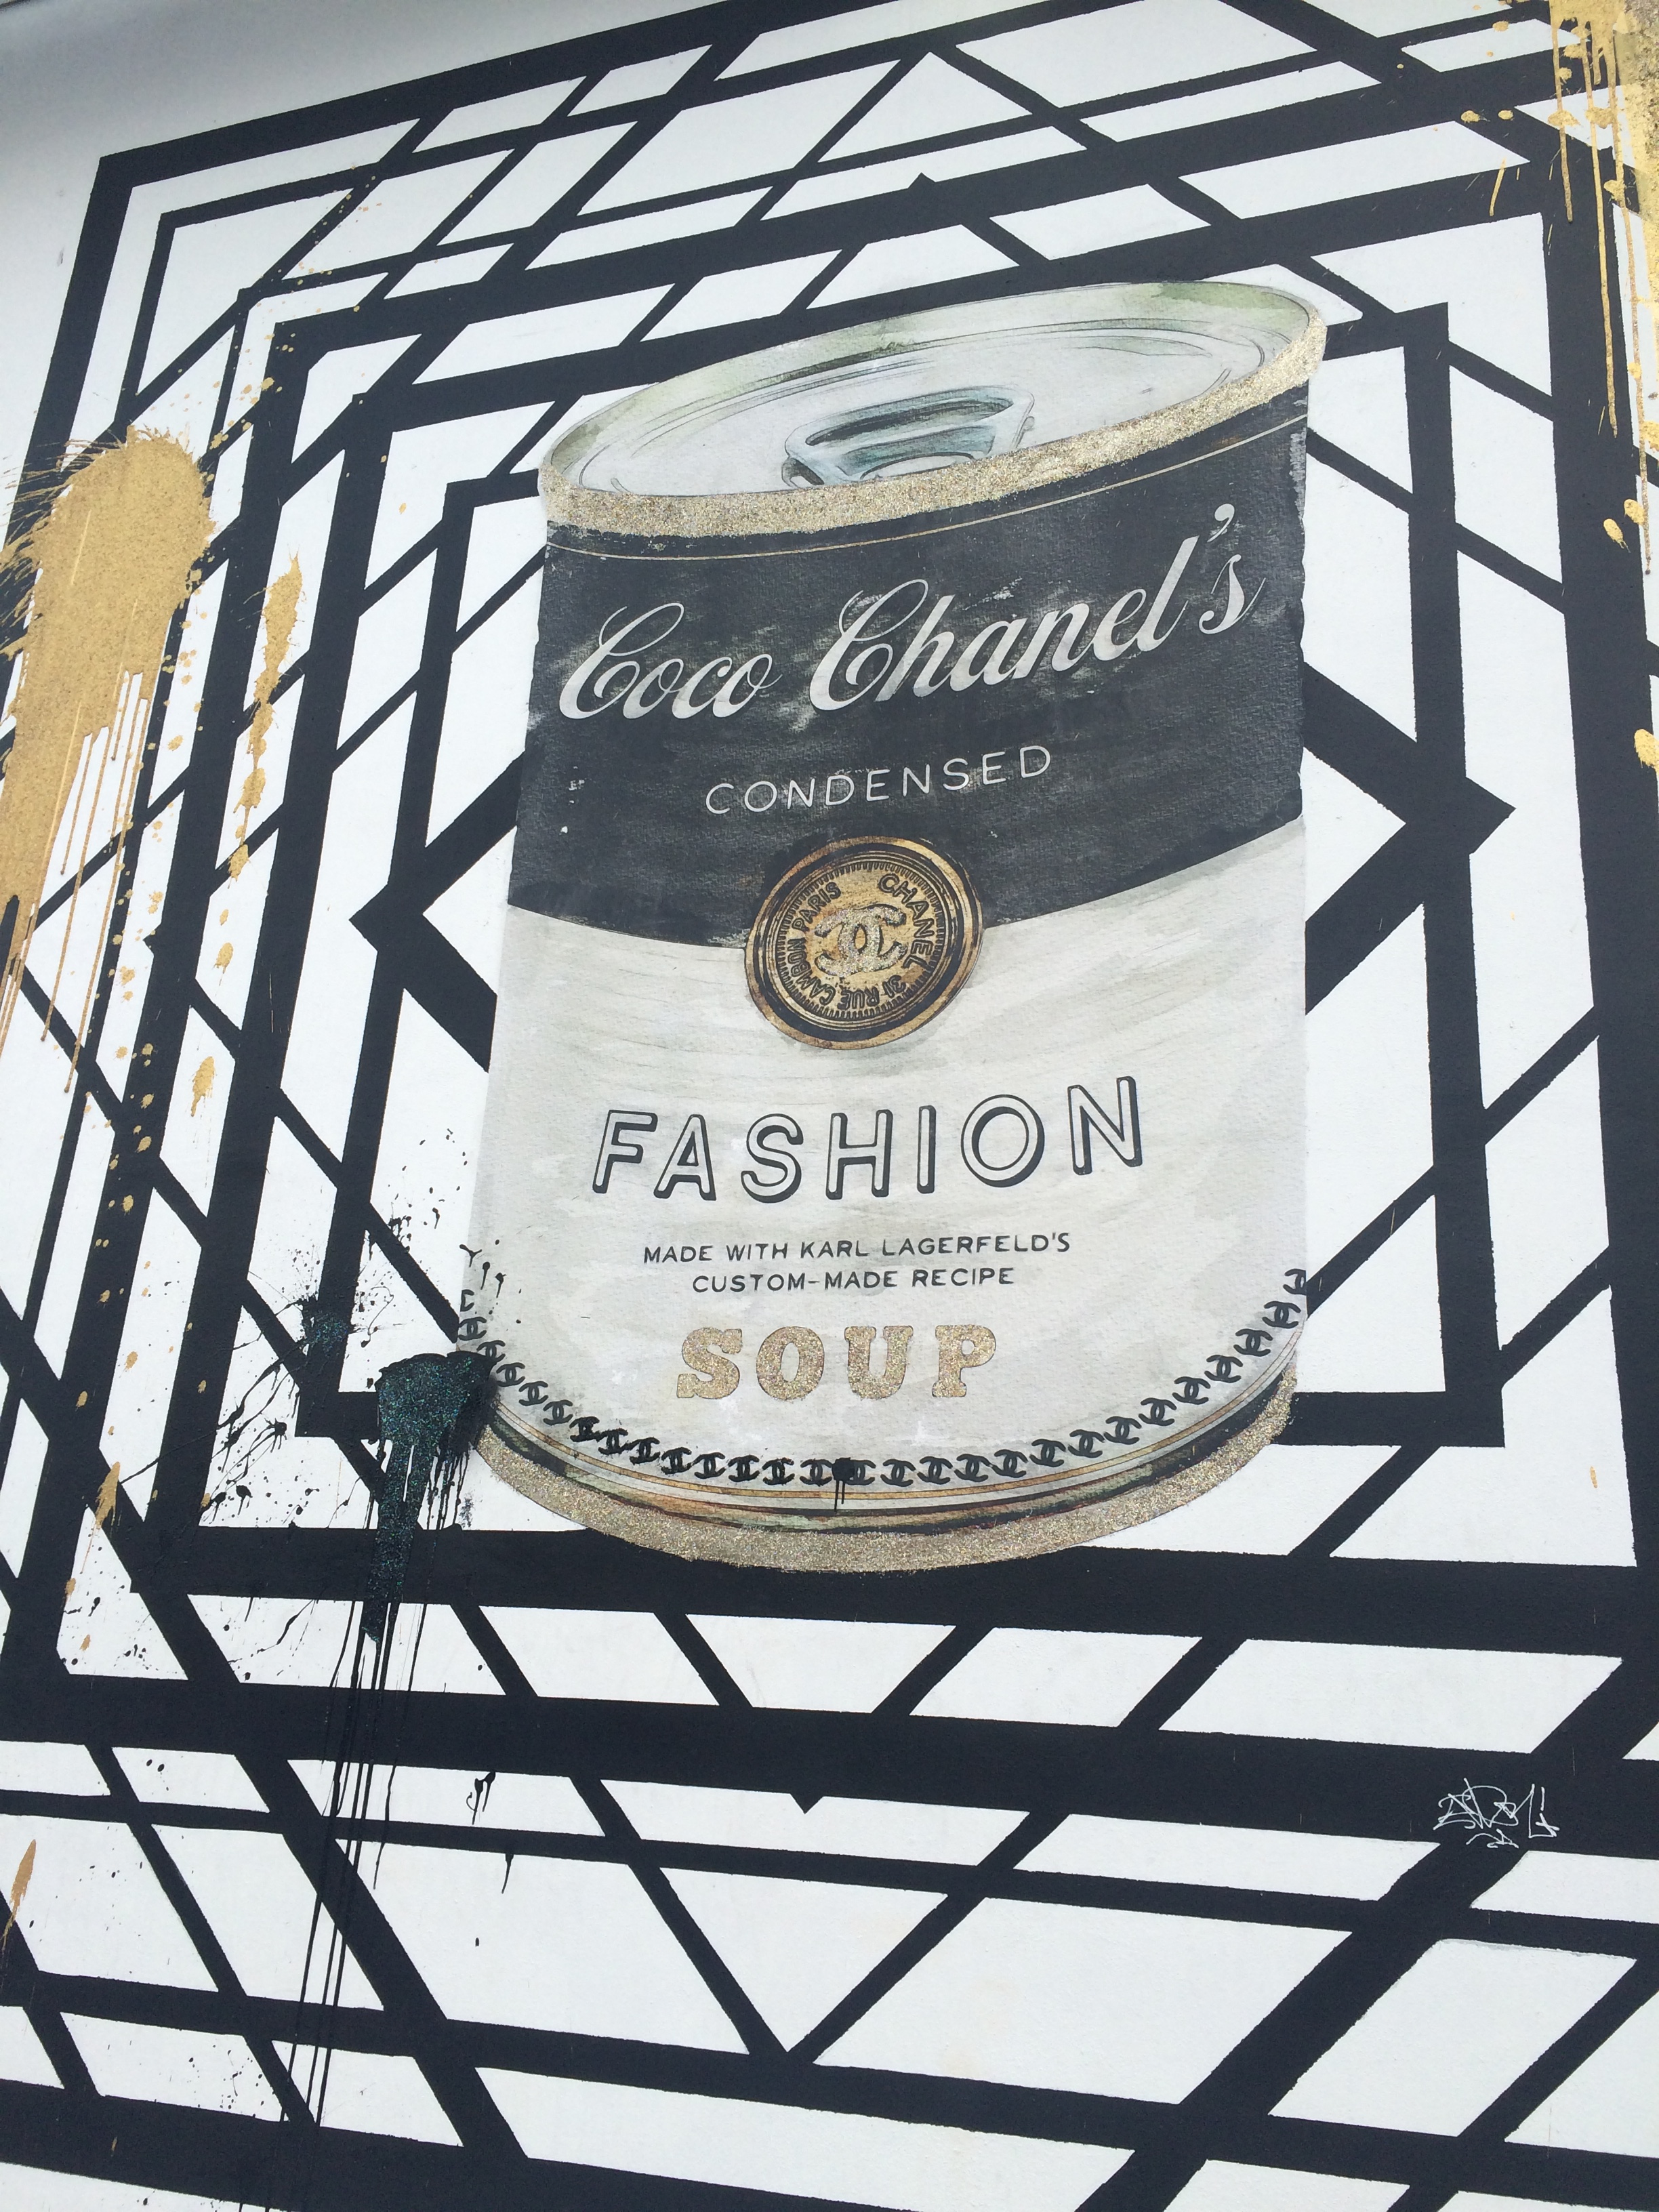 Coco Chanel's
CONDENSED
CHANEL 31 RUE CAMBON PARIS
FASHION
MADE WITH KARL LAGERFELD'S
CUSTOM-MADE RECIPE
SOUP